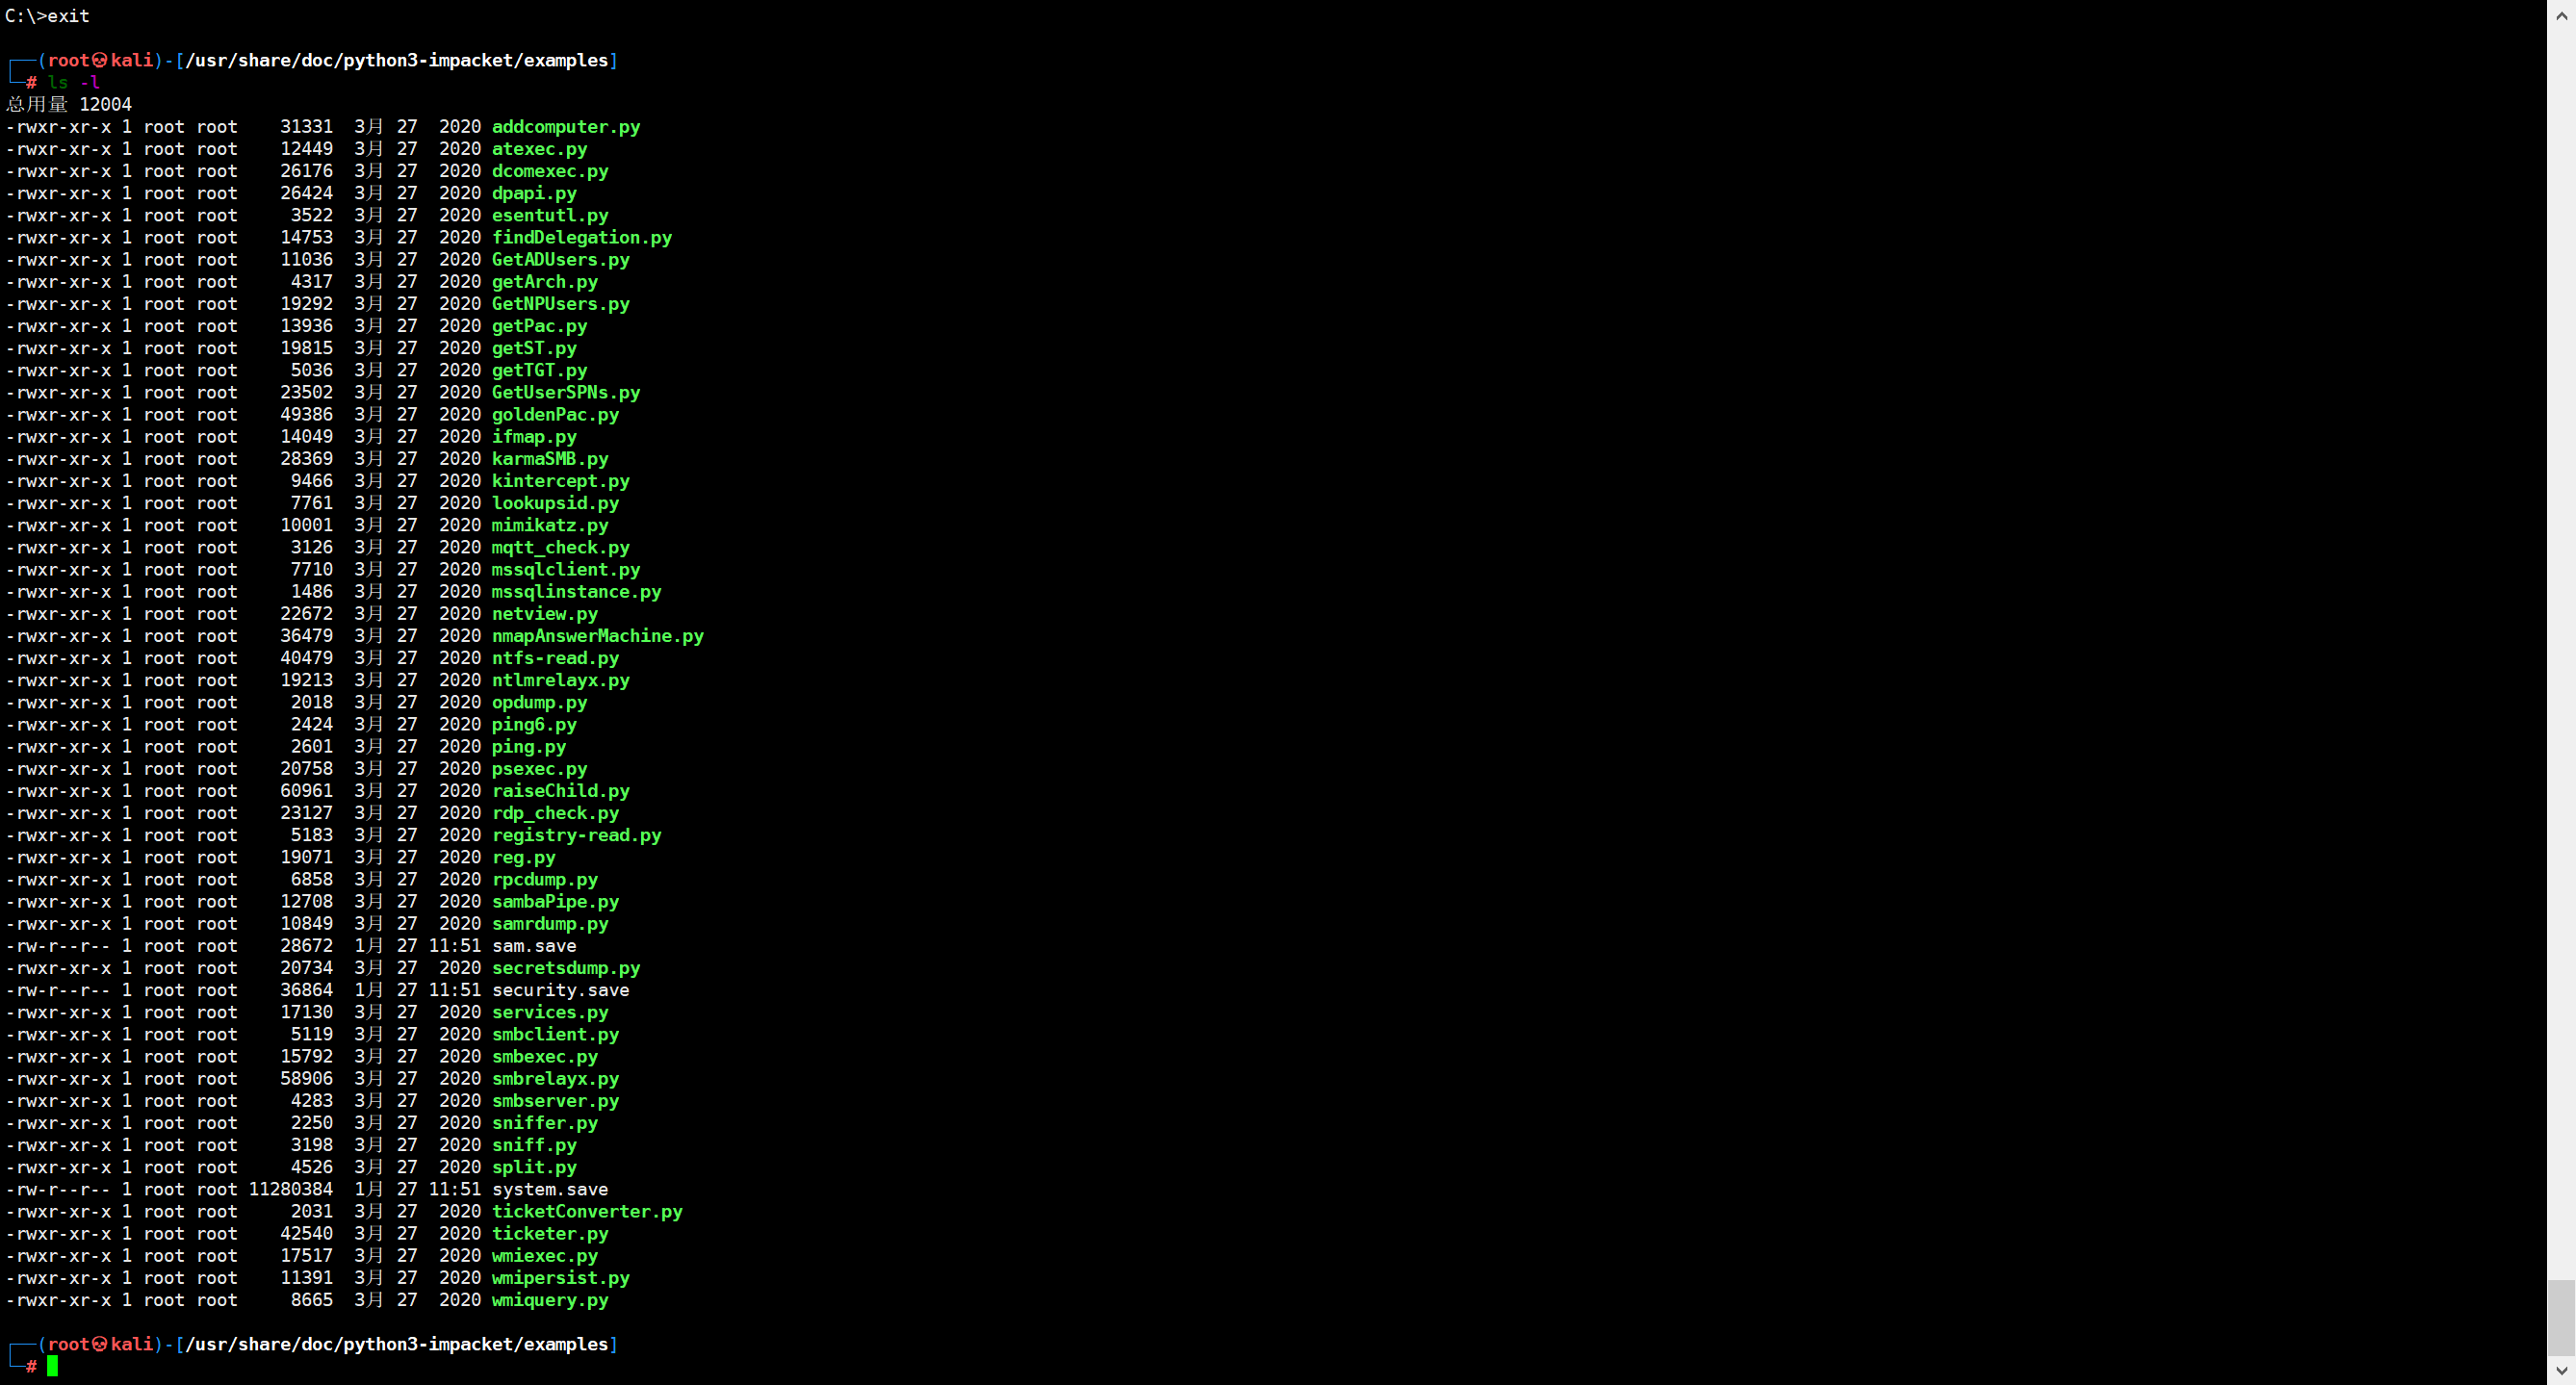 C:\>exit
┌──(root㉿kali)-[/usr/share/doc/python3-impacket/examples]
└─# ls -l
总用量 12004
-rwxr-xr-x 1 root root    31331  3月 27  2020 addcomputer.py
-rwxr-xr-x 1 root root    12449  3月 27  2020 atexec.py
-rwxr-xr-x 1 root root    26176  3月 27  2020 dcomexec.py
-rwxr-xr-x 1 root root    26424  3月 27  2020 dpapi.py
-rwxr-xr-x 1 root root     3522  3月 27  2020 esentutl.py
-rwxr-xr-x 1 root root    14753  3月 27  2020 findDelegation.py
-rwxr-xr-x 1 root root    11036  3月 27  2020 GetADUsers.py
-rwxr-xr-x 1 root root     4317  3月 27  2020 getArch.py
-rwxr-xr-x 1 root root    19292  3月 27  2020 GetNPUsers.py
-rwxr-xr-x 1 root root    13936  3月 27  2020 getPac.py
-rwxr-xr-x 1 root root    19815  3月 27  2020 getST.py
-rwxr-xr-x 1 root root     5036  3月 27  2020 getTGT.py
-rwxr-xr-x 1 root root    23502  3月 27  2020 GetUserSPNs.py
-rwxr-xr-x 1 root root    49386  3月 27  2020 goldenPac.py
-rwxr-xr-x 1 root root    14049  3月 27  2020 ifmap.py
-rwxr-xr-x 1 root root    28369  3月 27  2020 karmaSMB.py
-rwxr-xr-x 1 root root     9466  3月 27  2020 kintercept.py
-rwxr-xr-x 1 root root     7761  3月 27  2020 lookupsid.py
-rwxr-xr-x 1 root root    10001  3月 27  2020 mimikatz.py
-rwxr-xr-x 1 root root     3126  3月 27  2020 mqtt_check.py
-rwxr-xr-x 1 root root     7710  3月 27  2020 mssqlclient.py
-rwxr-xr-x 1 root root     1486  3月 27  2020 mssqlinstance.py
-rwxr-xr-x 1 root root    22672  3月 27  2020 netview.py
-rwxr-xr-x 1 root root    36479  3月 27  2020 nmapAnswerMachine.py
-rwxr-xr-x 1 root root    40479  3月 27  2020 ntfs-read.py
-rwxr-xr-x 1 root root    19213  3月 27  2020 ntlmrelayx.py
-rwxr-xr-x 1 root root     2018  3月 27  2020 opdump.py
-rwxr-xr-x 1 root root     2424  3月 27  2020 ping6.py
-rwxr-xr-x 1 root root     2601  3月 27  2020 ping.py
-rwxr-xr-x 1 root root    20758  3月 27  2020 psexec.py
-rwxr-xr-x 1 root root    60961  3月 27  2020 raiseChild.py
-rwxr-xr-x 1 root root    23127  3月 27  2020 rdp_check.py
-rwxr-xr-x 1 root root     5183  3月 27  2020 registry-read.py
-rwxr-xr-x 1 root root    19071  3月 27  2020 reg.py
-rwxr-xr-x 1 root root     6858  3月 27  2020 rpcdump.py
-rwxr-xr-x 1 root root    12708  3月 27  2020 sambaPipe.py
-rwxr-xr-x 1 root root    10849  3月 27  2020 samrdump.py
-rw-r--r-- 1 root root    28672  1月 27 11:51 sam.save
-rwxr-xr-x 1 root root    20734  3月 27  2020 secretsdump.py
-rw-r--r-- 1 root root    36864  1月 27 11:51 security.save
-rwxr-xr-x 1 root root    17130  3月 27  2020 services.py
-rwxr-xr-x 1 root root     5119  3月 27  2020 smbclient.py
-rwxr-xr-x 1 root root    15792  3月 27  2020 smbexec.py
-rwxr-xr-x 1 root root    58906  3月 27  2020 smbrelayx.py
-rwxr-xr-x 1 root root     4283  3月 27  2020 smbserver.py
-rwxr-xr-x 1 root root     2250  3月 27  2020 sniffer.py
-rwxr-xr-x 1 root root     3198  3月 27  2020 sniff.py
-rwxr-xr-x 1 root root     4526  3月 27  2020 split.py
-rw-r--r-- 1 root root 11280384  1月 27 11:51 system.save
-rwxr-xr-x 1 root root     2031  3月 27  2020 ticketConverter.py
-rwxr-xr-x 1 root root    42540  3月 27  2020 ticketer.py
-rwxr-xr-x 1 root root    17517  3月 27  2020 wmiexec.py
-rwxr-xr-x 1 root root    11391  3月 27  2020 wmipersist.py
-rwxr-xr-x 1 root root     8665  3月 27  2020 wmiquery.py
┌──(root㉿kali)-[/usr/share/doc/python3-impacket/examples]
└─#